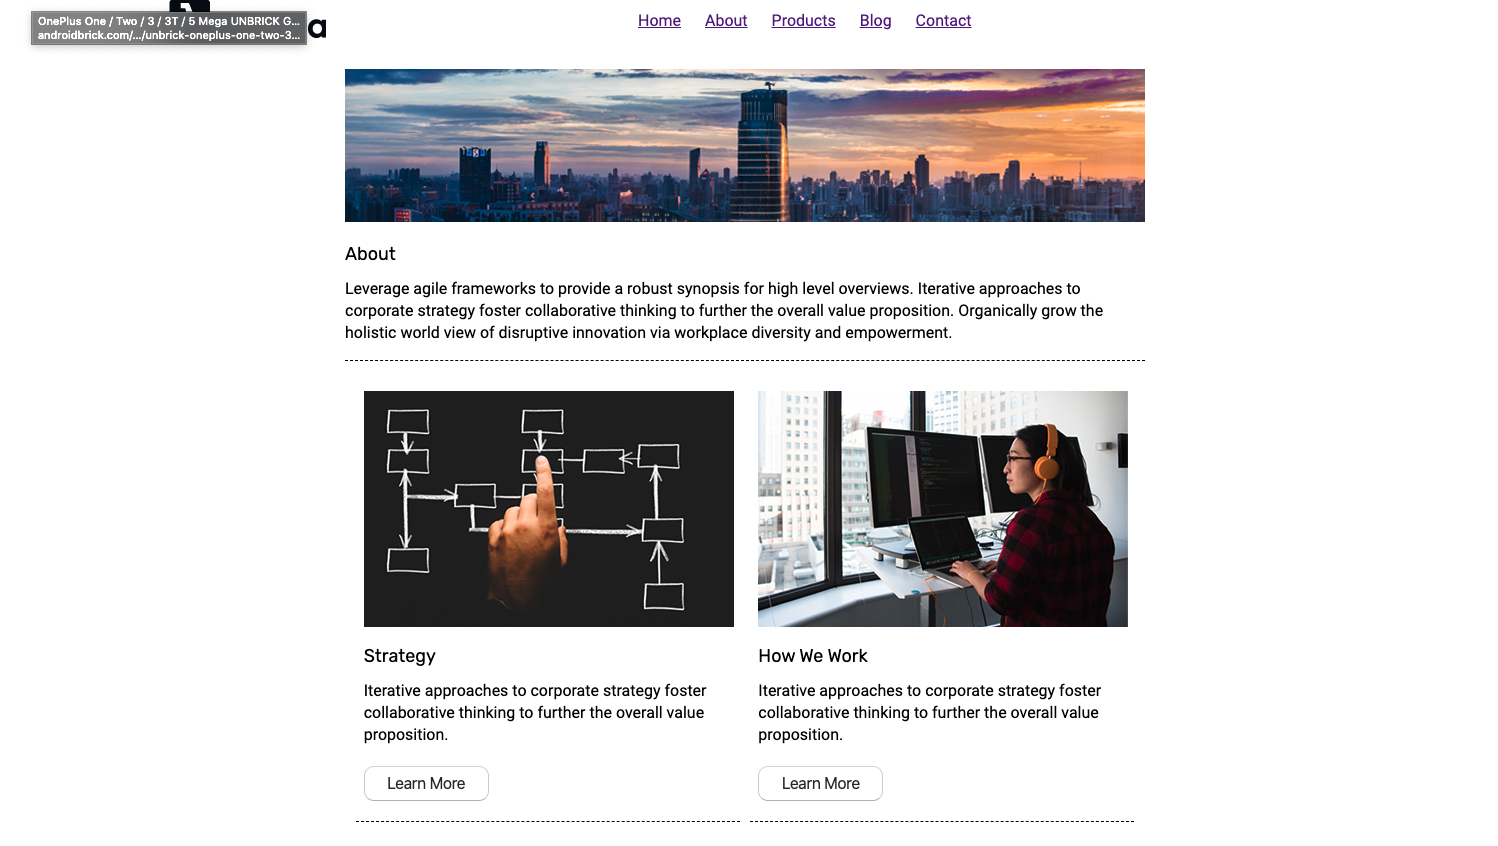 OnePlus One / Two / 3 / 3T / 5 Mega UNBRICK G...
androidbrick.com/.../unbrick-oneplus-one-two-3...
a
Home About Products Blog Contact
About
Leverage agile frameworks to provide a robust synopsis for high level overviews. Iterative approaches to
corporate strategy foster collaborative thinking to further the overall value proposition. Organically grow the
holistic world view of disruptive innovation via workplace diversity and empowerment.
Strategy
Iterative approaches to corporate strategy foster
collaborative thinking to further the overall value
proposition.
Learn More
How We Work
Iterative approaches to corporate strategy foster
collaborative thinking to further the overall value
proposition.
Learn More